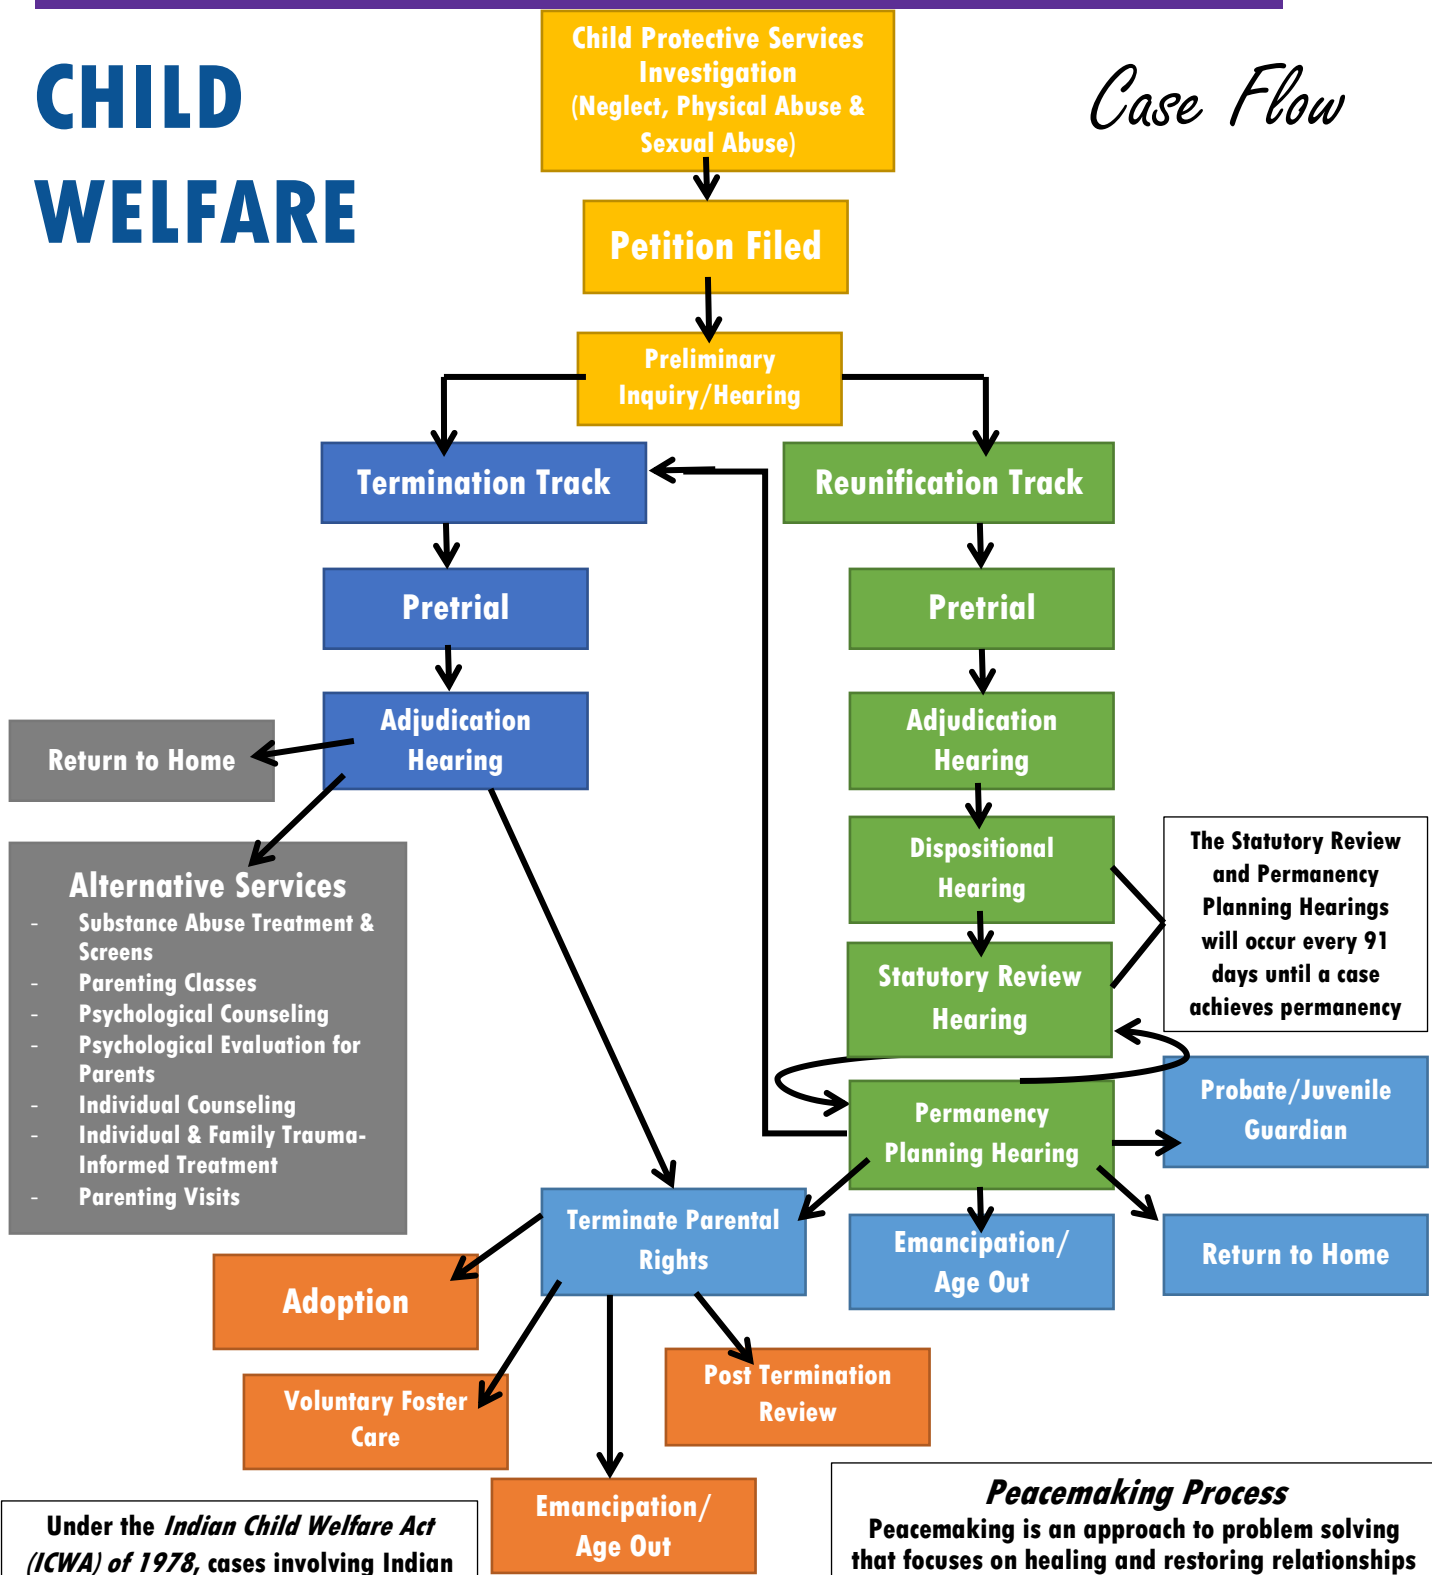 CHILD
WELFARE
Case Flow
Child Protective Services
Investigation
(Neglect, Physical Abuse &
Sexual Abuse)
Petition Filed
Preliminary
Inquiry/Hearing
Termination Track
Reunification Track
Pretrial
Pretrial
Adjudication
Hearing
Adjudication
Hearing
Return to Home
Alternative Services
- Substance Abuse Treatment &
Screens
- Parenting Classes
- Psychological Counseling
- Psychological Evaluation for
Parents
- Individual Counseling
- Individual & Family Trauma-
Informed Treatment
- Parenting Visits
Dispositional
Hearing
Statutory Review
Hearing
The Statutory Review
and Permanency
Planning Hearings
will occur every 91
days until a case
achieves permanency
Permanency
Planning Hearing
Probate/Juvenile
Guardian
Terminate Parental
Rights
Emancipation/
Age Out
Return to Home
Adoption
Voluntary Foster
Care
Post Termination
Review
Emancipation/
Age Out
Under the Indian Child Welfare Act
(ICWA) of 1978, cases involving Indian
Peacemaking Process
Peacemaking is an approach to problem solving
that focuses on healing and restoring relationships